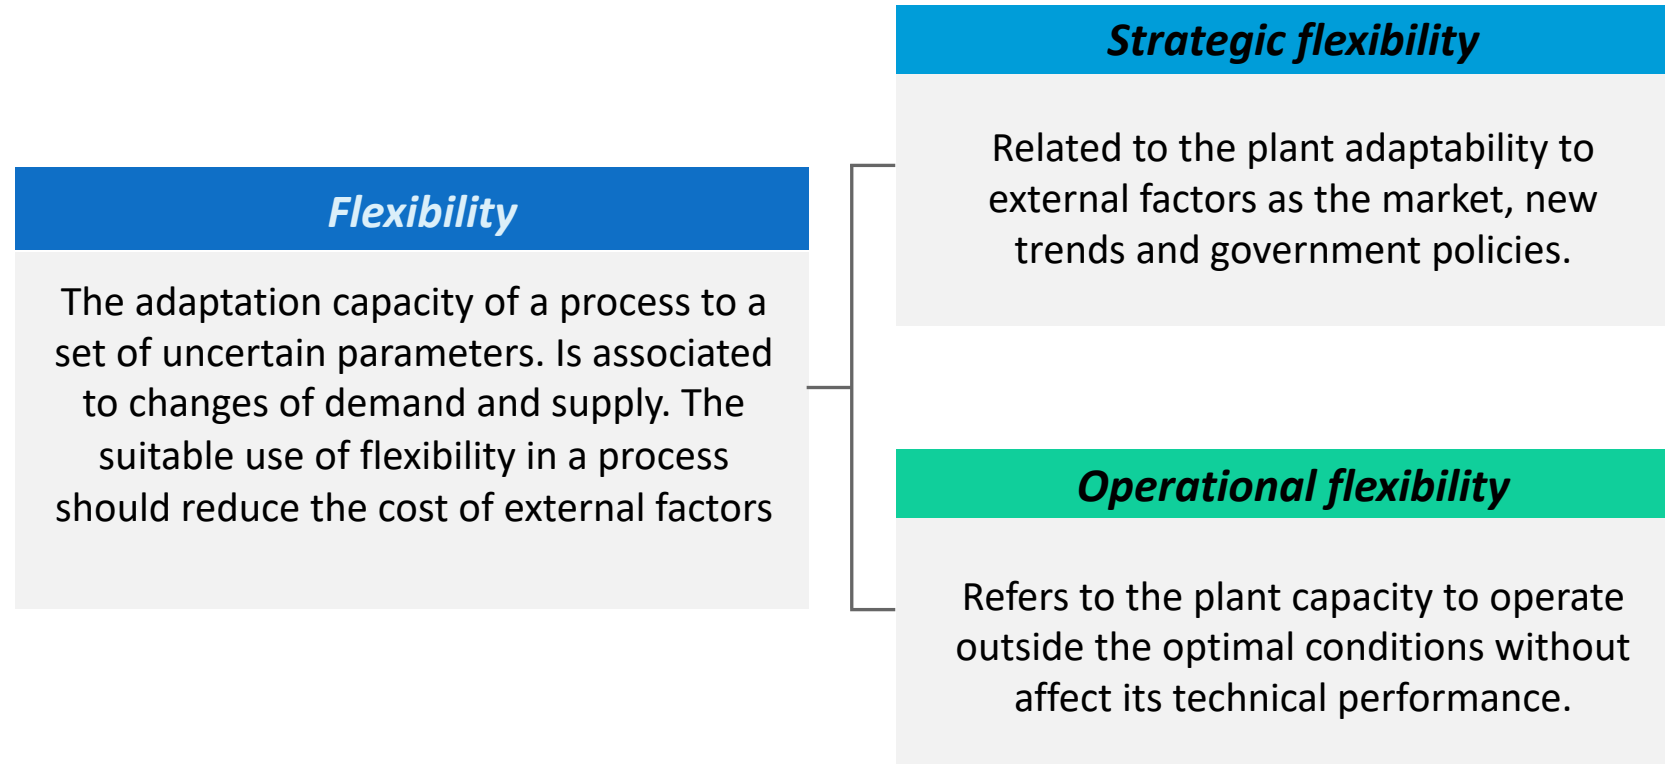 Flexibility
The adaptation capacity of a process to a
set of uncertain parameters. Is associated
to changes of demand and supply. The
suitable use of flexibility in a process
should reduce the cost of external factors
Strategic flexibility
Related to the plant adaptability to
external factors as the market, new
trends and government policies.
Operational flexibility
Refers to the plant capacity to operate
outside the optimal conditions without
affect its technical performance.